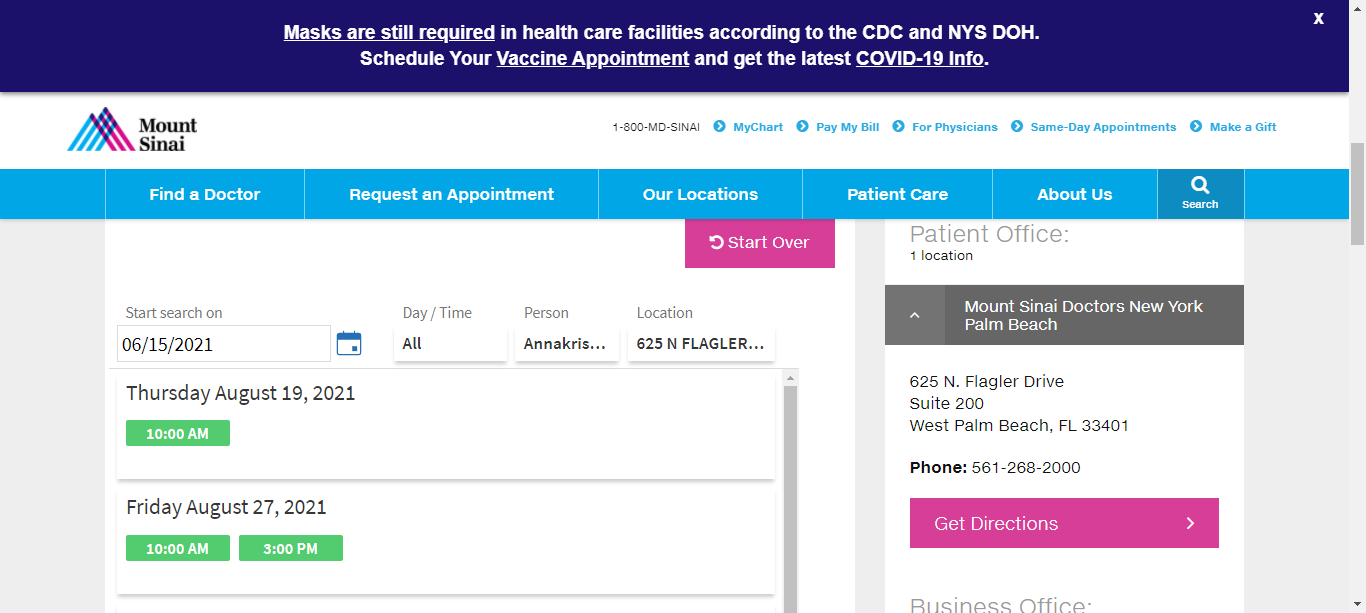 Masks are still required in health care facilities according to the CDC and NYS DOH.
Schedule Your Vaccine Appointment and get the latest COVID-19 Info.
X
Mount
Sinai
1-800-MD-SINAI
MyChart
Pay My Bill
For Physicians
Same-Day Appointments
Make a Gift
Find a Doctor
Request an Appointment
Our Locations
Patient Care
About Us
Search
Start Over
Start search on
06/15/2021
Day / Time
All
Person
Annakris...
Location
625 N FLAGLER...
Thursday August 19, 2021
10:00 AM
Friday August 27, 2021
10:00 AM
3:00 PM
Patient Office:
1 location
Mount Sinai Doctors New York
Palm Beach
625 N. Flagler Drive
Suite 200
West Palm Beach, FL 33401
Phone: 561-268-2000
Get Directions
Business Office: